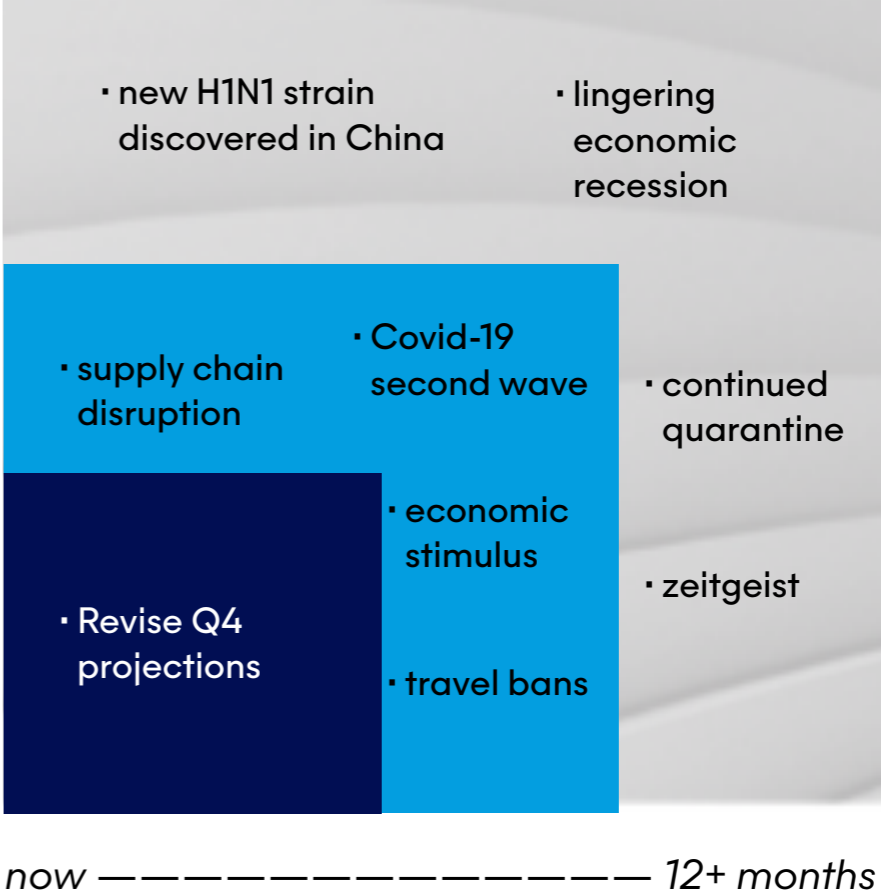 · new H1N1 strain
discovered in China
· lingering
economic
recession
· supply chain
disruption
· Covid-19
second wave
· continued
quarantine
· economic
stimulus
· zeitgeist
· Revise Q4
projections
· travel bans
now — — — — — — — — — — — — — 12+ months